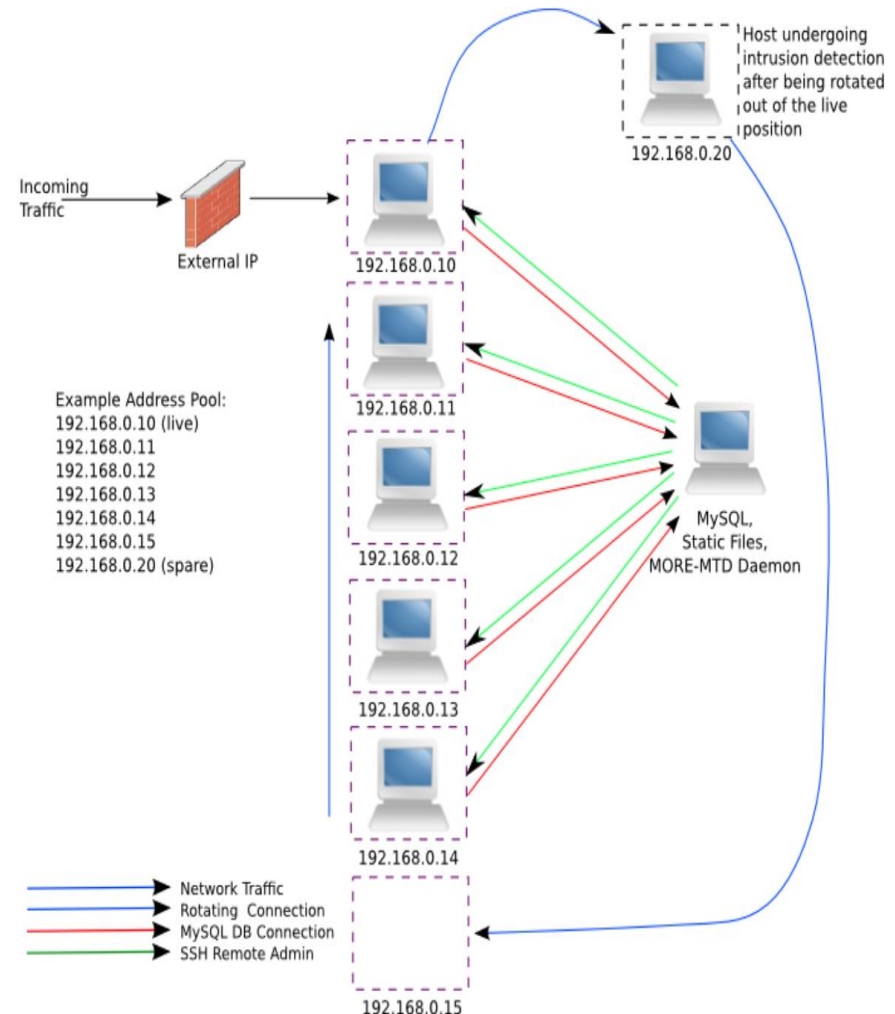 Host undergoing
intrusion detection
after being rotated
out of the live
position
192.168.0.20
Incoming
Traffic
External IP
192.168.0.10
192.168.0.11
Example Address Pool:
192.168.0.10 (live)
192.168.0.11
192.168.0.12
192.168.0.13
192.168.0.14
192.168.0.15
192.168.0.20 (spare)
MySQL,
Static Files,
MORE-MTD Daemon
192.168.0.12
192.168.0.13
192.168.0.14
Network Traffic
Rotating Connection
MySQL DB Connection
SSH Remote Admin
192.168.0.15